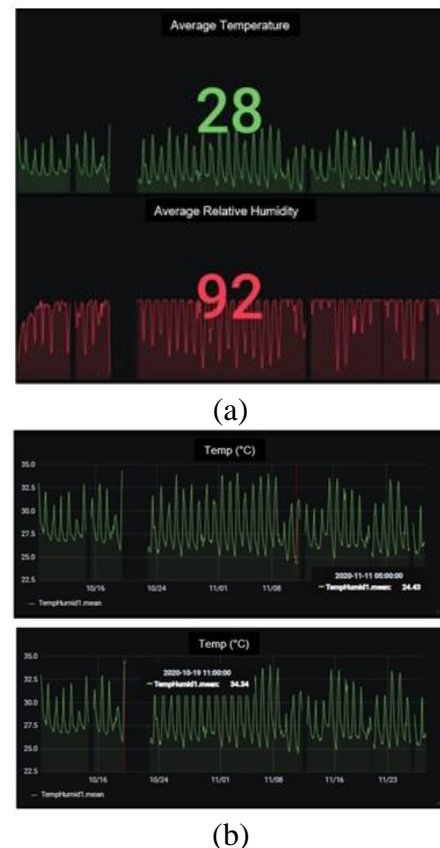 Average Temperature
28
Average Relative Humidity
92
(a)
Temp (°C)
35.0
32.5
30.0
27.5
25.0
22.5
10/16 10/24 11/01 11/08
2020-11-11 05:00:00
TempHumid1.mean: 24.43
TempHumid1.mean
Temp (°C)
35.0
32.5
30.0
27.5
25.0
22.5
2020-10-19 11:00:00
TempHumid1.mean: 34.34
10/16 10/24 11/01 11/08 11/16 11/23
TempHumid1.mean
(b)